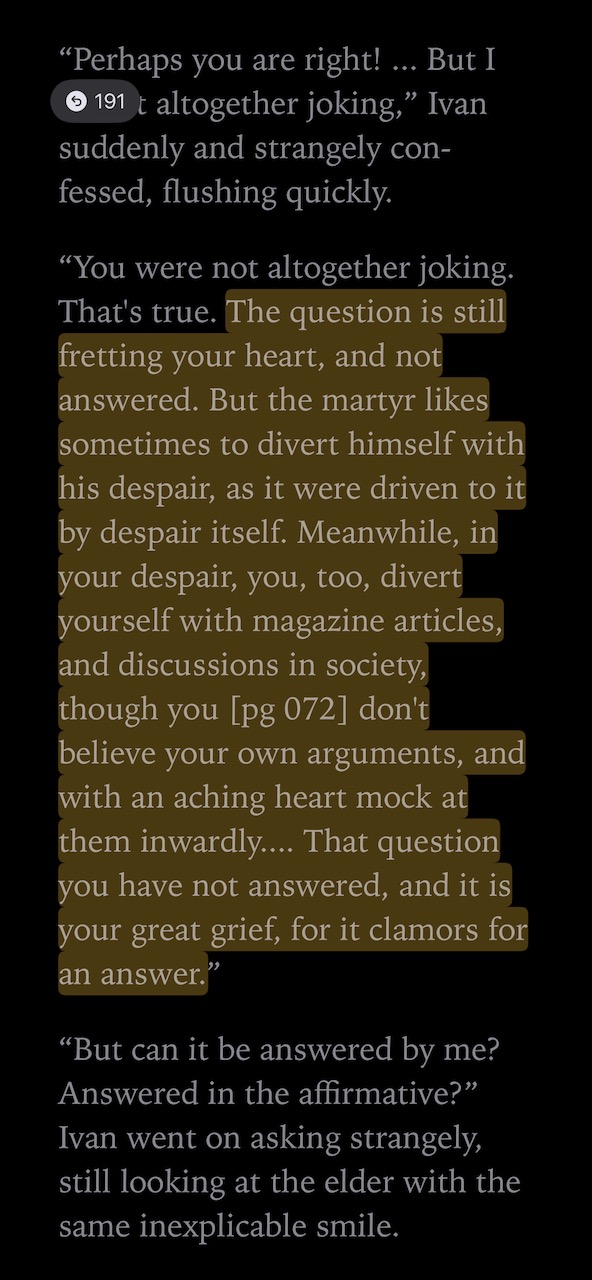 “Perhaps you are right! ... But I
191
t altogether joking,” Ivan
suddenly and strangely con-
fessed, flushing quickly.
“You were not altogether joking.
That's true. The question is still
fretting your heart, and not
answered. But the martyr likes
sometimes to divert himself with
his despair, as it were driven to it
by despair itself. Meanwhile, in
your despair, you, too, divert
yourself with magazine articles,
and discussions in society,
though you [pg 072] don't
believe your own arguments, and
with an aching heart mock at
them inwardly.... That question
you have not answered, and it is
your great grief, for it clamors for
an answer.”
“But can it be answered by me?
Answered in the affirmative?”
Ivan went on asking strangely,
still looking at the elder with the
same inexplicable smile.